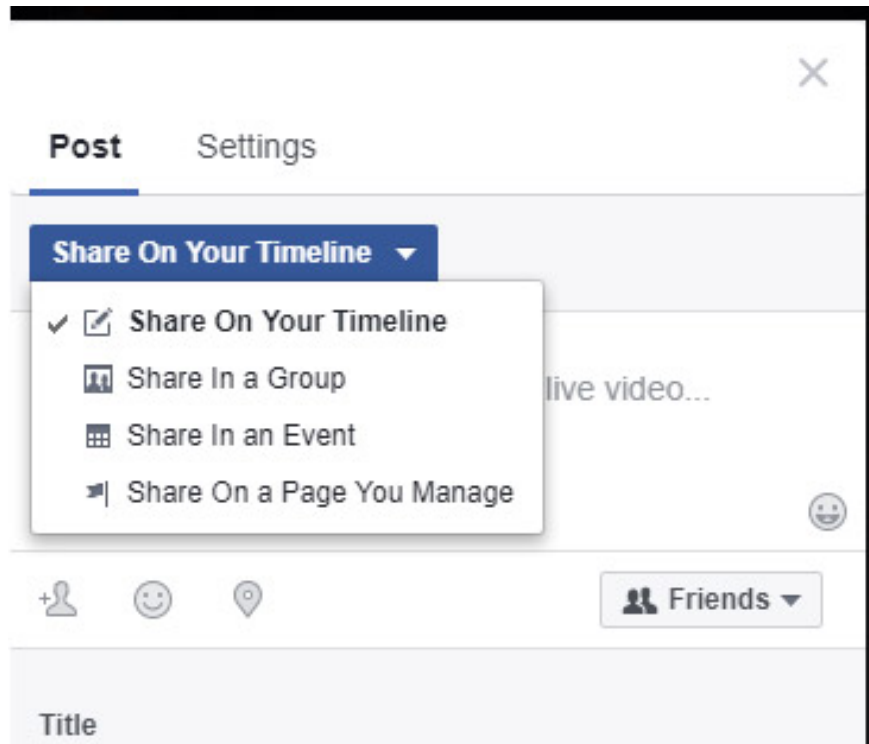 Post Settings
Share On Your Timeline
Share On Your Timeline
Share In a Group
live video...
Share In an Event
Share On a Page You Manage
Friends
Title